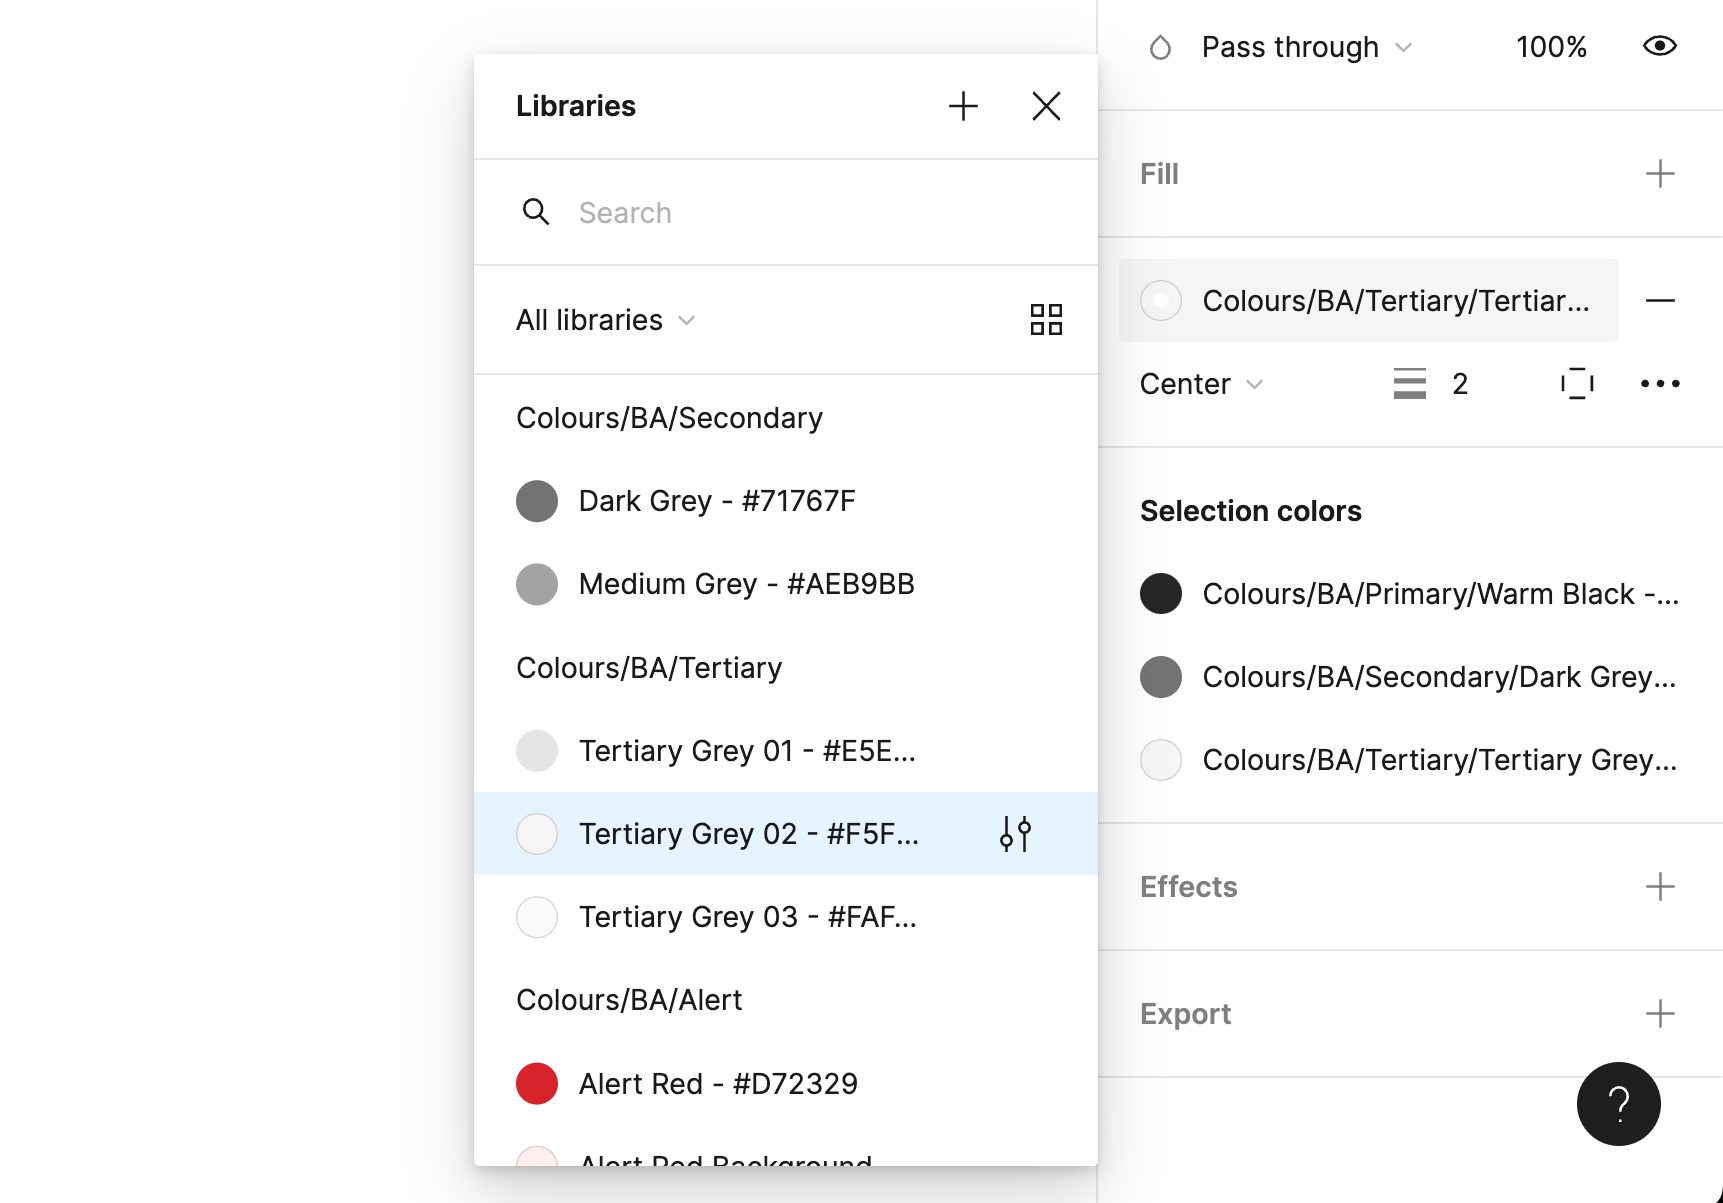 Libraries
Search
All libraries
Colours/BA/Secondary
Dark Grey - #71767F
Medium Grey - #AEB9BB
Colours/BA/Tertiary
Tertiary Grey 01 - #E5E...
Tertiary Grey 02 - #F5F...
Tertiary Grey 03 - #FAF...
Colours/BA/Alert
Alert Red - #D72329
Alert Red Background
Pass through 100%
Fill
Colours/BA/Tertiary/Tertiar...
Center 2
Selection colors
Colours/BA/Primary/Warm Black -...
Colours/BA/Secondary/Dark Grey...
Colours/BA/Tertiary/Tertiary Grey...
Effects
Export
?